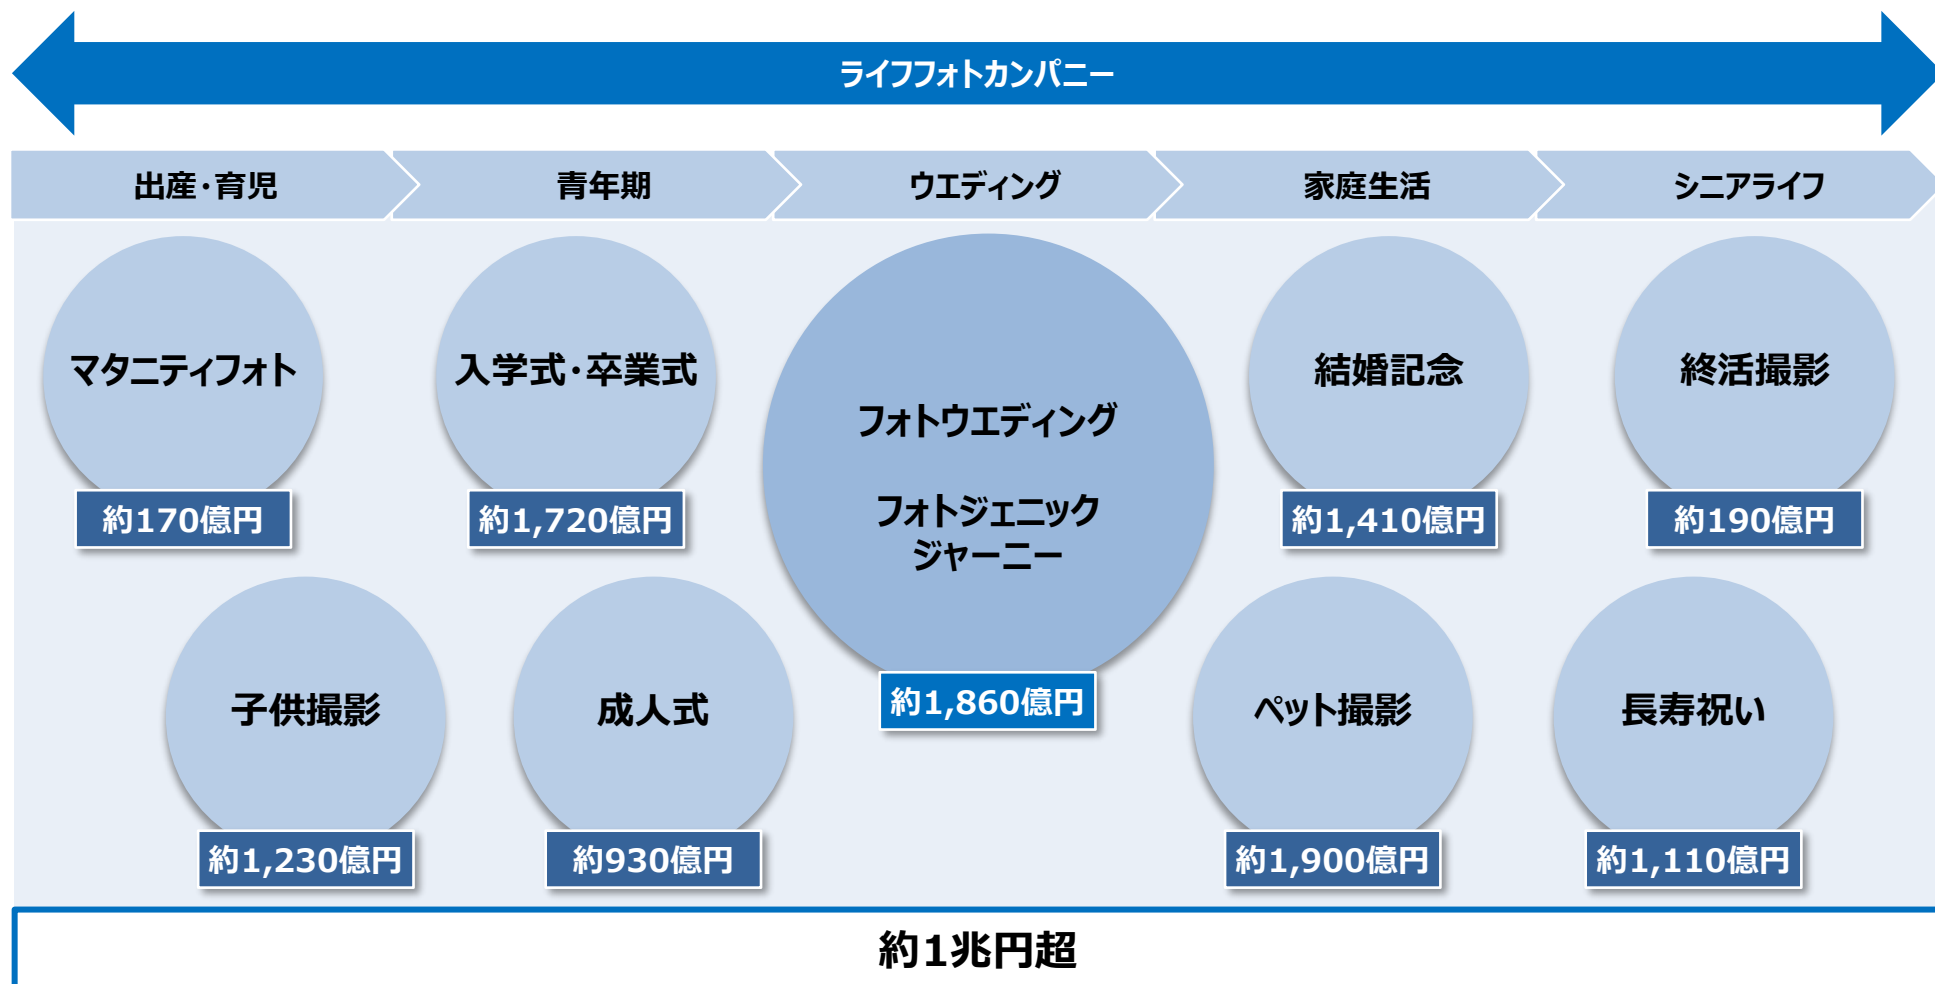 ライフフォトカンパニー
出産・育児
青年期
ウエディング
家庭生活
シニアライフ
マタニティフォト
約170億円
入学式・卒業式
約1,720億円
フォトウエディング
フォトジェニック
ジャーニー
約1,860億円
結婚記念
約1,410億円
終活撮影
約190億円
子供撮影
約1,230億円
成人式
約930億円
ペット撮影
約1,900億円
長寿祝い
約1,110億円
約1兆円超